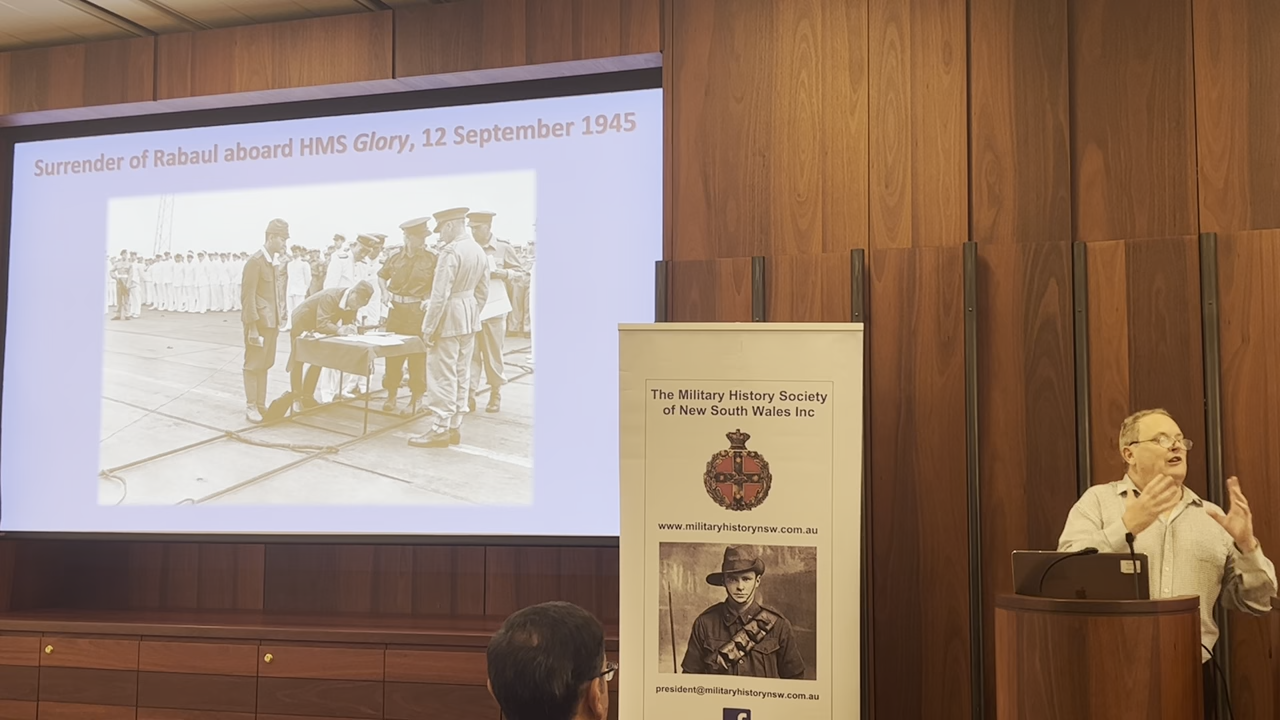 Surrender of Rabaul aboard HMS Glory, 12 September 1945
The Military History Society
of New South Wales Inc
www.militaryhistorynsw.com.au
president@militaryhistorynsw.com.au